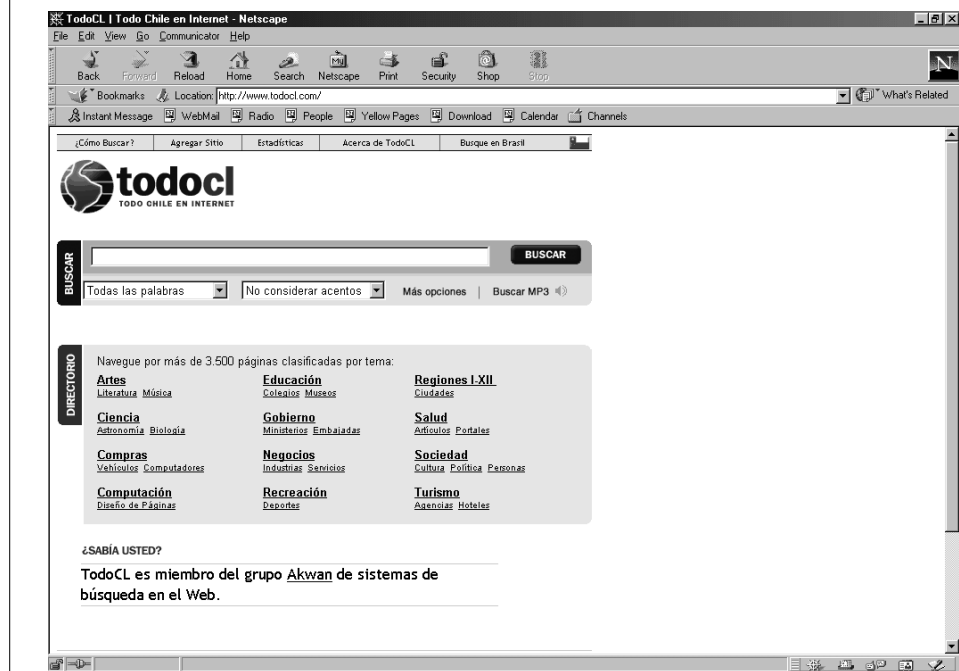 TodoCL | Todo Chile en Internet - Netscape
File Edit View Go Communicator Help
Back Forward Reload Home Search Netscape Print Security Shop Stop
My
N
Bookmarks Location: http://www.todocl.com/ What's Related
Instant Message WebMail Radio People Yellow Pages Download Calendar Channels
¿Cómo Buscar? Agregar Sitio Estadísticas Acerca de TodoCL Busque en Brasil
todocl
TODO CHILE EN INTERNET
BUSCAR
BUSCAR
Todas las palabras No considerar acentos Más opciones | Buscar MP3
DIRECTORIO
Navegue por más de 3.500 páginas clasificadas por tema:
Artes Educación Regiones I-XII
Literatura Música Colegios Museos Ciudades
Ciencia Gobierno Salud
Astronomía Biología Ministerios Embajadas Artículos Portales
Compras Negocios Sociedad
Vehículos Computadores Industrias Servicios Cultura Política Personas
Computación Recreación Turismo
Diseño de Páginas Deportes Agencias Hoteles
¿SABÍA USTED?
TodoCL es miembro del grupo Akwan de sistemas de
búsqueda en el Web.